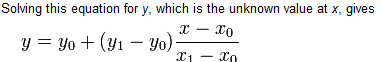 Solving this equation for y, which is the unknown value at x, gives
y = y₀ + (y₁ − y₀) (x − x₀) / (x₁ − x₀)